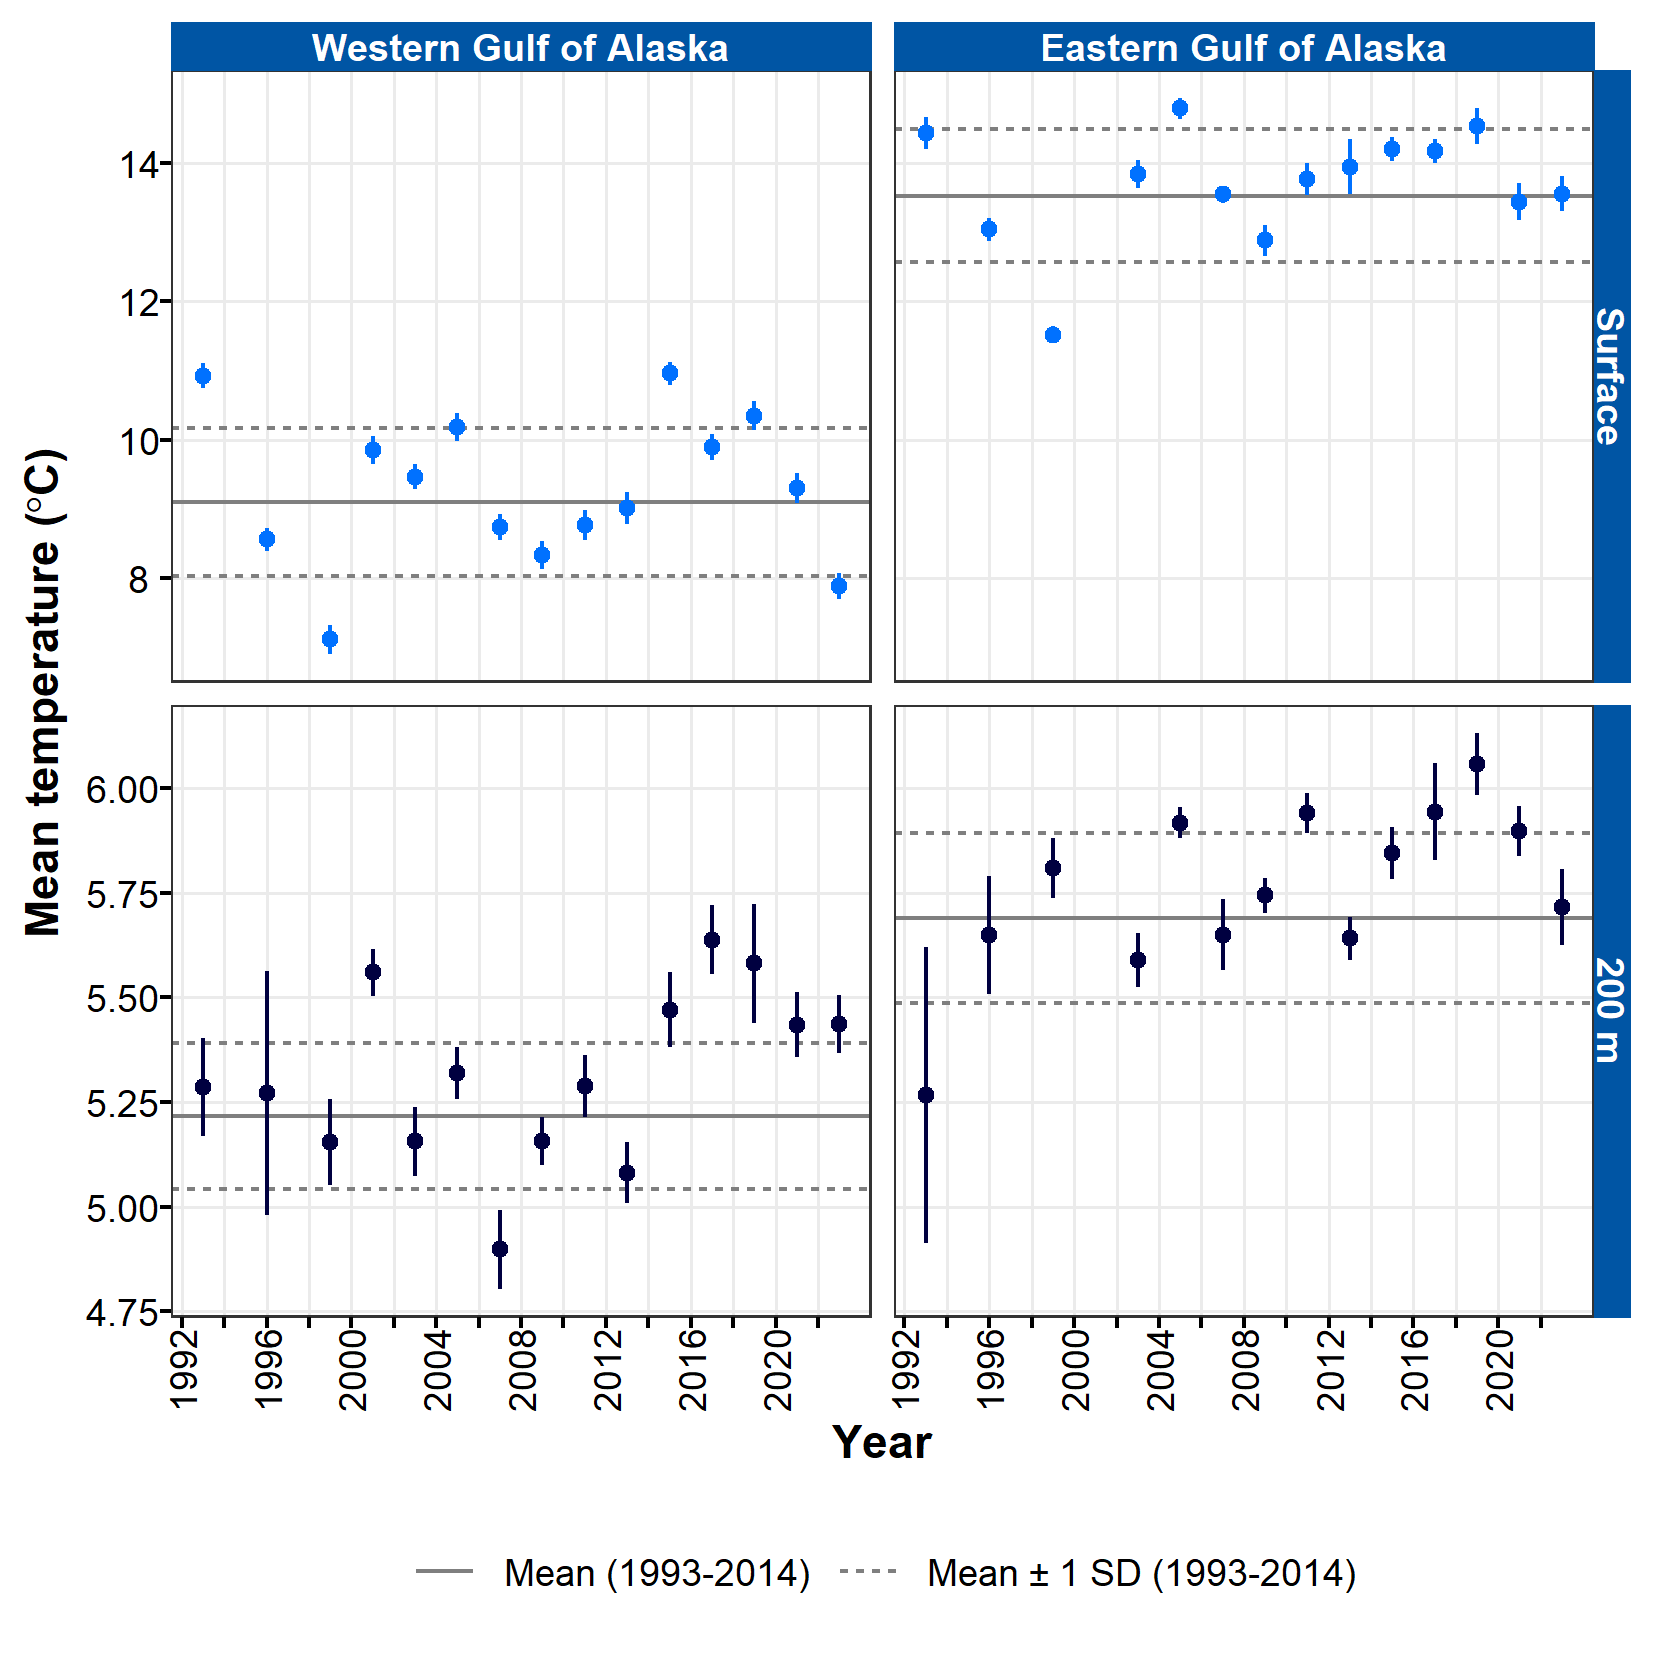 Western Gulf of Alaska
Eastern Gulf of Alaska
Mean temperature (°C)
14
12
10
8
Surface
6.00
5.75
5.50
5.25
5.00
4.75
200 m
1992 1996 2000 2004 2008 2012 2016 2020
1992 1996 2000 2004 2008 2012 2016 2020
Year
Mean (1993-2014)
Mean ± 1 SD (1993-2014)